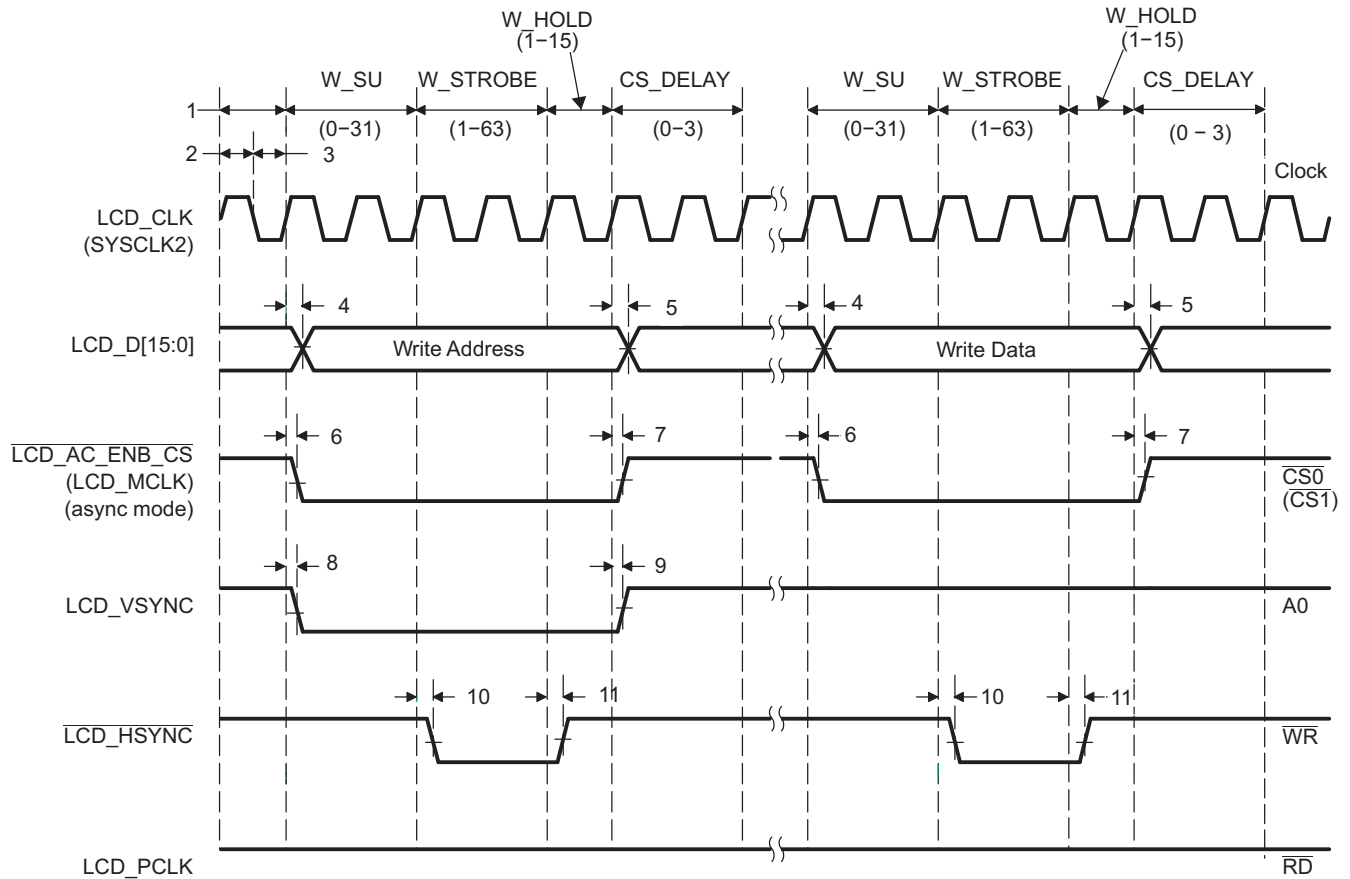 W_HOLD
(1−15)
W_HOLD
(1−15)
W_SU
W_STROBE
CS_DELAY
W_SU
W_STROBE
CS_DELAY
1
(0−31)
(1−63)
(0−3)
(0−31)
(1−63)
(0 − 3)
2
3
Clock
LCD_CLK
(SYSCLK2)
4
5
4
5
LCD_D[15:0]
Write Address
Write Data
6
7
6
7
LCD_AC_ENB_CS
(LCD_MCLK)
(async mode)
CS0
(CS1)
8
9
LCD_VSYNC
A0
10
11
10
11
LCD_HSYNC
WR
LCD_PCLK
RD